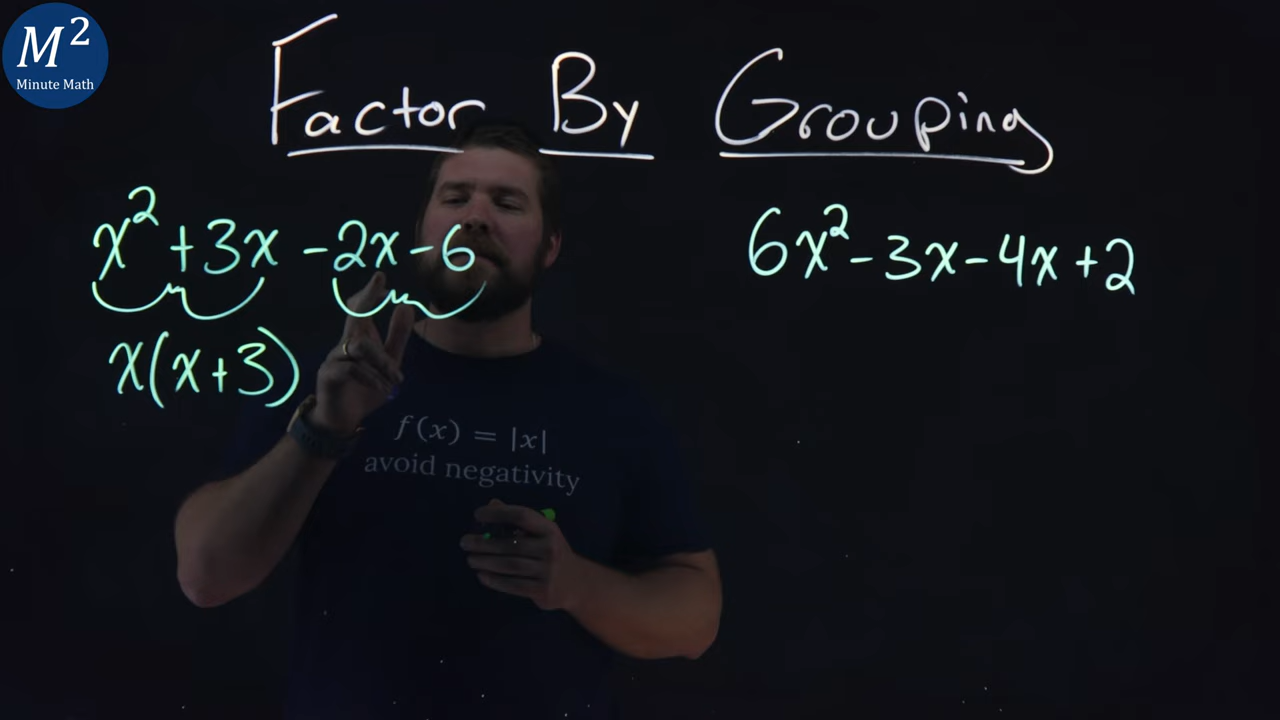 M²
Minute Math
Factor By Grouping
x² + 3x - 2x - 6
6x² - 3x - 4x + 2
x(x + 3)
f(x) = |x|
avoid negativity